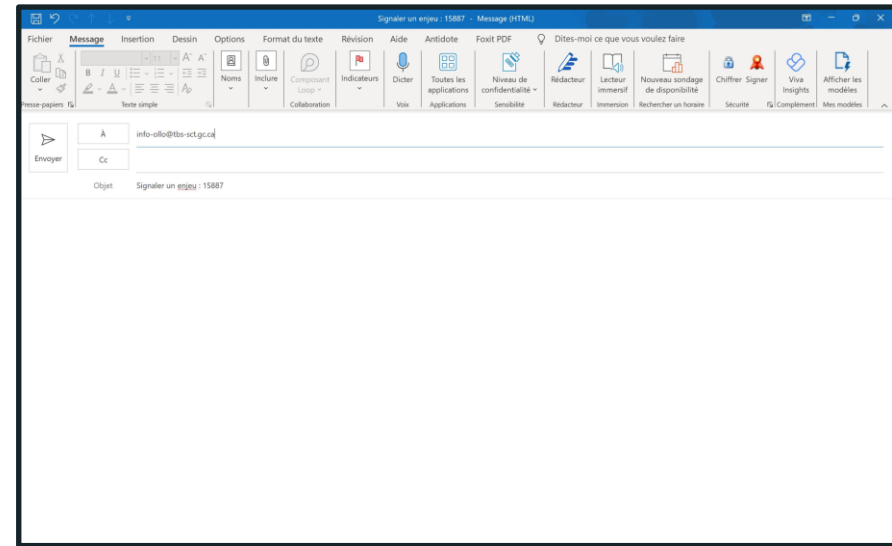 Signaler un enjeu : 15887 - Message (HTML)
Fichier Message Insertion Dessin Options Format du texte Révision Aide Antidote Foxit PDF Dites-moi ce que vous voulez faire
Coller
B I U
Noms
Inclure
Composant Loop
Indicateurs
Dicter
Toutes les applications
Niveau de confidentialité
Rédacteur
Lecteur immersif
Nouveau sondage de disponibilité
Chiffrer Signer
Viva Insights
Afficher les modèles
Presse-papiers Texte simple Collaboration Voix Applications Sensibilité Rédacteur Immersion Rechercher un horaire Sécurité Complément Mes modèles
Envoyer
À info-ollo@tbs-sct.gc.ca
Cc
Objet Signaler un enjeu : 15887